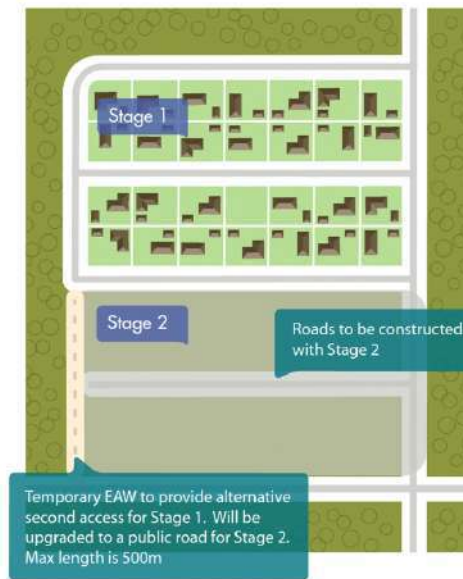 Stage 1
Stage 2
Roads to be constructed
with Stage 2
Temporary EAW to provide alternative
second access for Stage 1. Will be
upgraded to a public road for Stage 2.
Max length is 500m